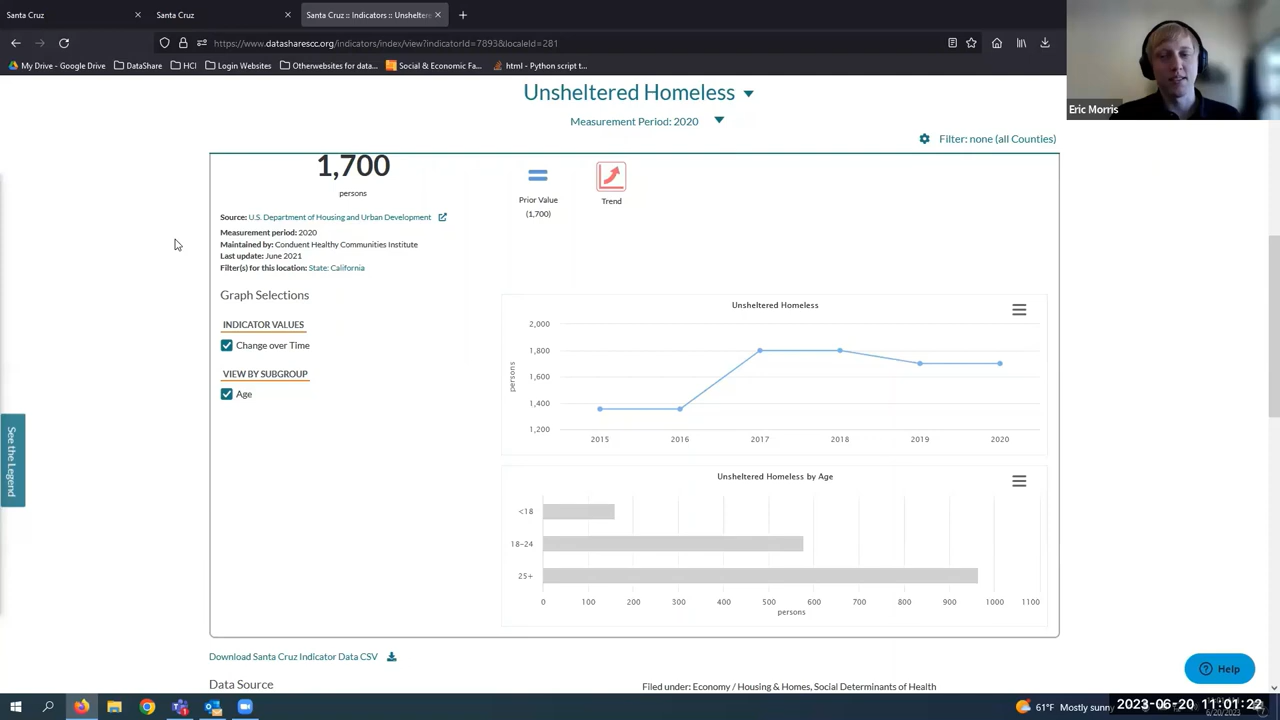 Santa Cruz
Santa Cruz
Santa Cruz :: Indicators :: Unshelter
https://www.datasharescc.org/indicators/index/view?indicatorId=7893&localeId=281
My Drive - Google Drive
DataShare
HCI
Login Websites
Otherwebsites for data...
Social & Economic Fa...
html - Python script t...
Eric Morris
Unsheltered Homeless
Measurement Period: 2020
Filter: none (all Counties)
1,700
persons
Prior Value
(1,700)
Trend
Source: U.S. Department of Housing and Urban Development
Measurement period: 2020
Maintained by: Conduent Healthy Communities Institute
Last update: June 2021
Filter(s) for this location: State: California
Graph Selections
INDICATOR VALUES
Change over Time
VIEW BY SUBGROUP
Age
See the Legend
Unsheltered Homeless
2,000
1,800
1,600
1,400
1,200
persons
2015 2016 2017 2018 2019 2020
Unsheltered Homeless by Age
<18
18–24
25+
0 100 200 300 400 500 600 700 800 900 1000 1100
persons
Download Santa Cruz Indicator Data CSV
Data Source
Filed under: Economy / Housing & Homes, Social Determinants of Health
Help
61°F Mostly sunny
2023-06-20 11:01:22